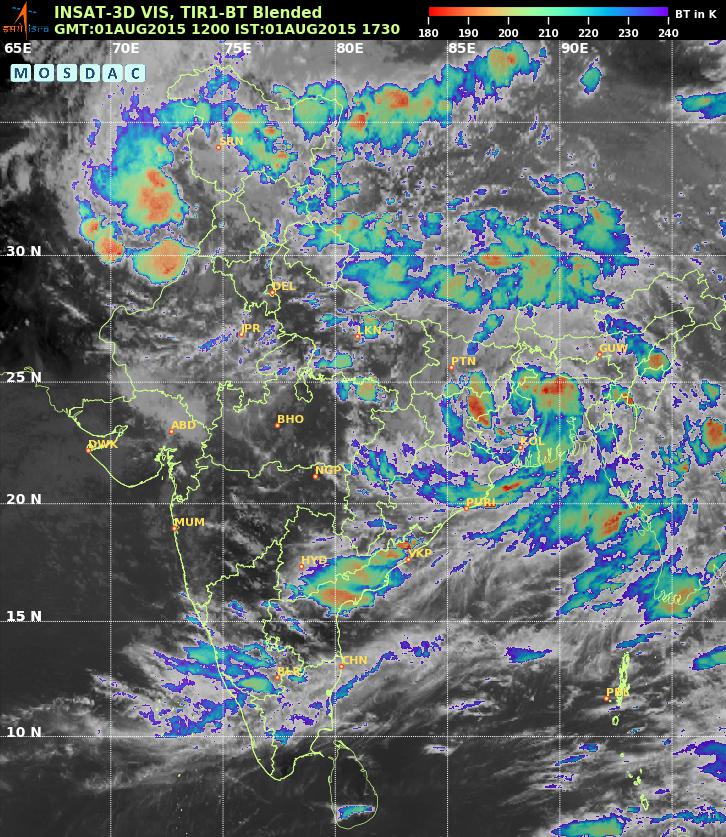 INSAT-3D VIS, TIR1-BT Blended
GMT:01AUG2015 1200 IST:01AUG2015 1730
BT in K
180 190 200 210 220 230 240
65E 70E 75E 80E 85E 90E
MOSDAC
SRN
30 N
DEL
JPR
LKN
GUW
PTN
25 N
ABD
BHO
DWK
KOL
NGP
20 N
PURI
MUM
HYD
VKP
15 N
CHN
BLR
10 N